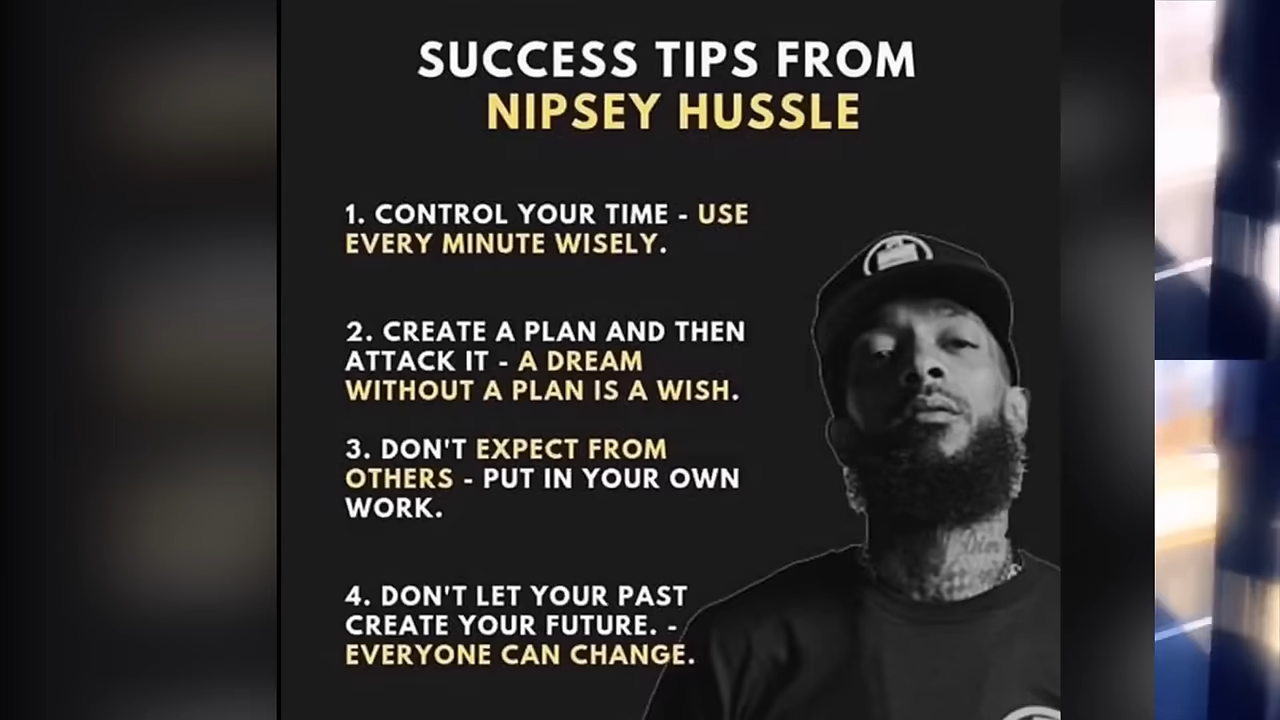 SUCCESS TIPS FROM
NIPSEY HUSSLE
1. CONTROL YOUR TIME - USE
EVERY MINUTE WISELY.
2. CREATE A PLAN AND THEN
ATTACK IT - A DREAM
WITHOUT A PLAN IS A WISH.
3. DON'T EXPECT FROM
OTHERS - PUT IN YOUR OWN
WORK.
4. DON'T LET YOUR PAST
CREATE YOUR FUTURE. -
EVERYONE CAN CHANGE.